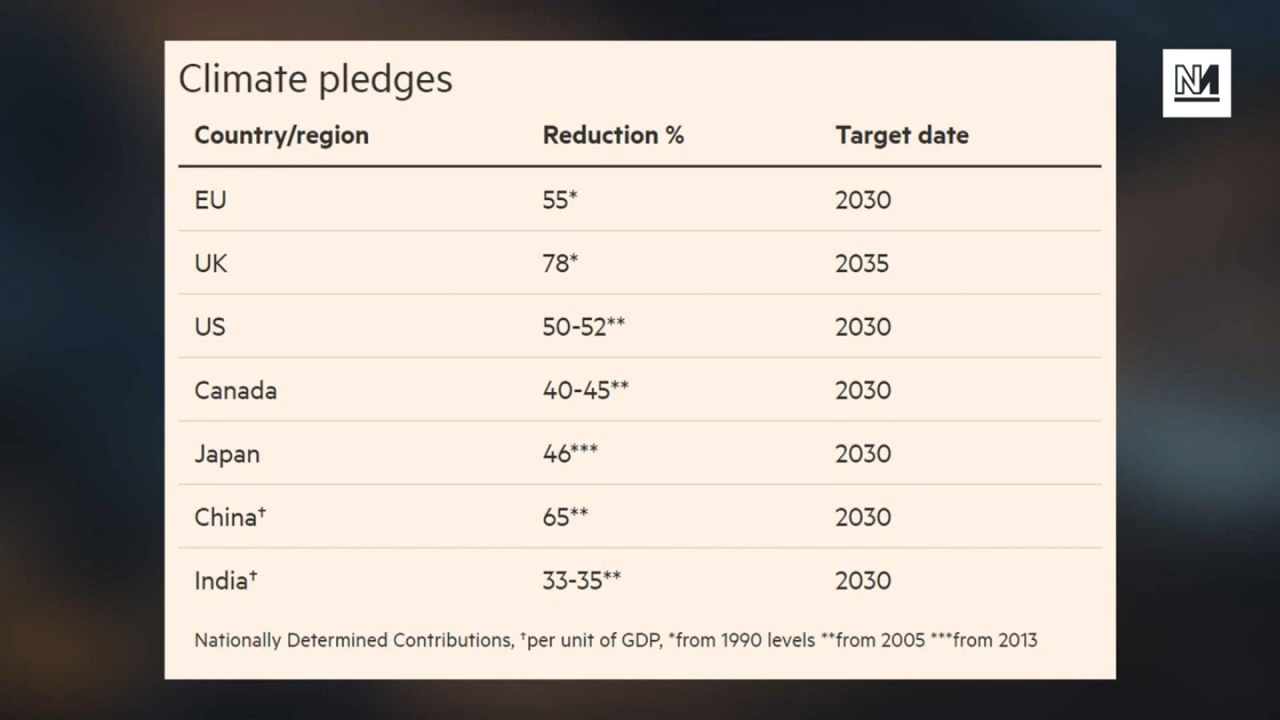 Climate pledges
Country/region Reduction % Target date
EU 55* 2030
UK 78* 2035
US 50-52** 2030
Canada 40-45** 2030
Japan 46*** 2030
China† 65** 2030
India† 33-35** 2030
Nationally Determined Contributions, †per unit of GDP, *from 1990 levels **from 2005 ***from 2013
NM